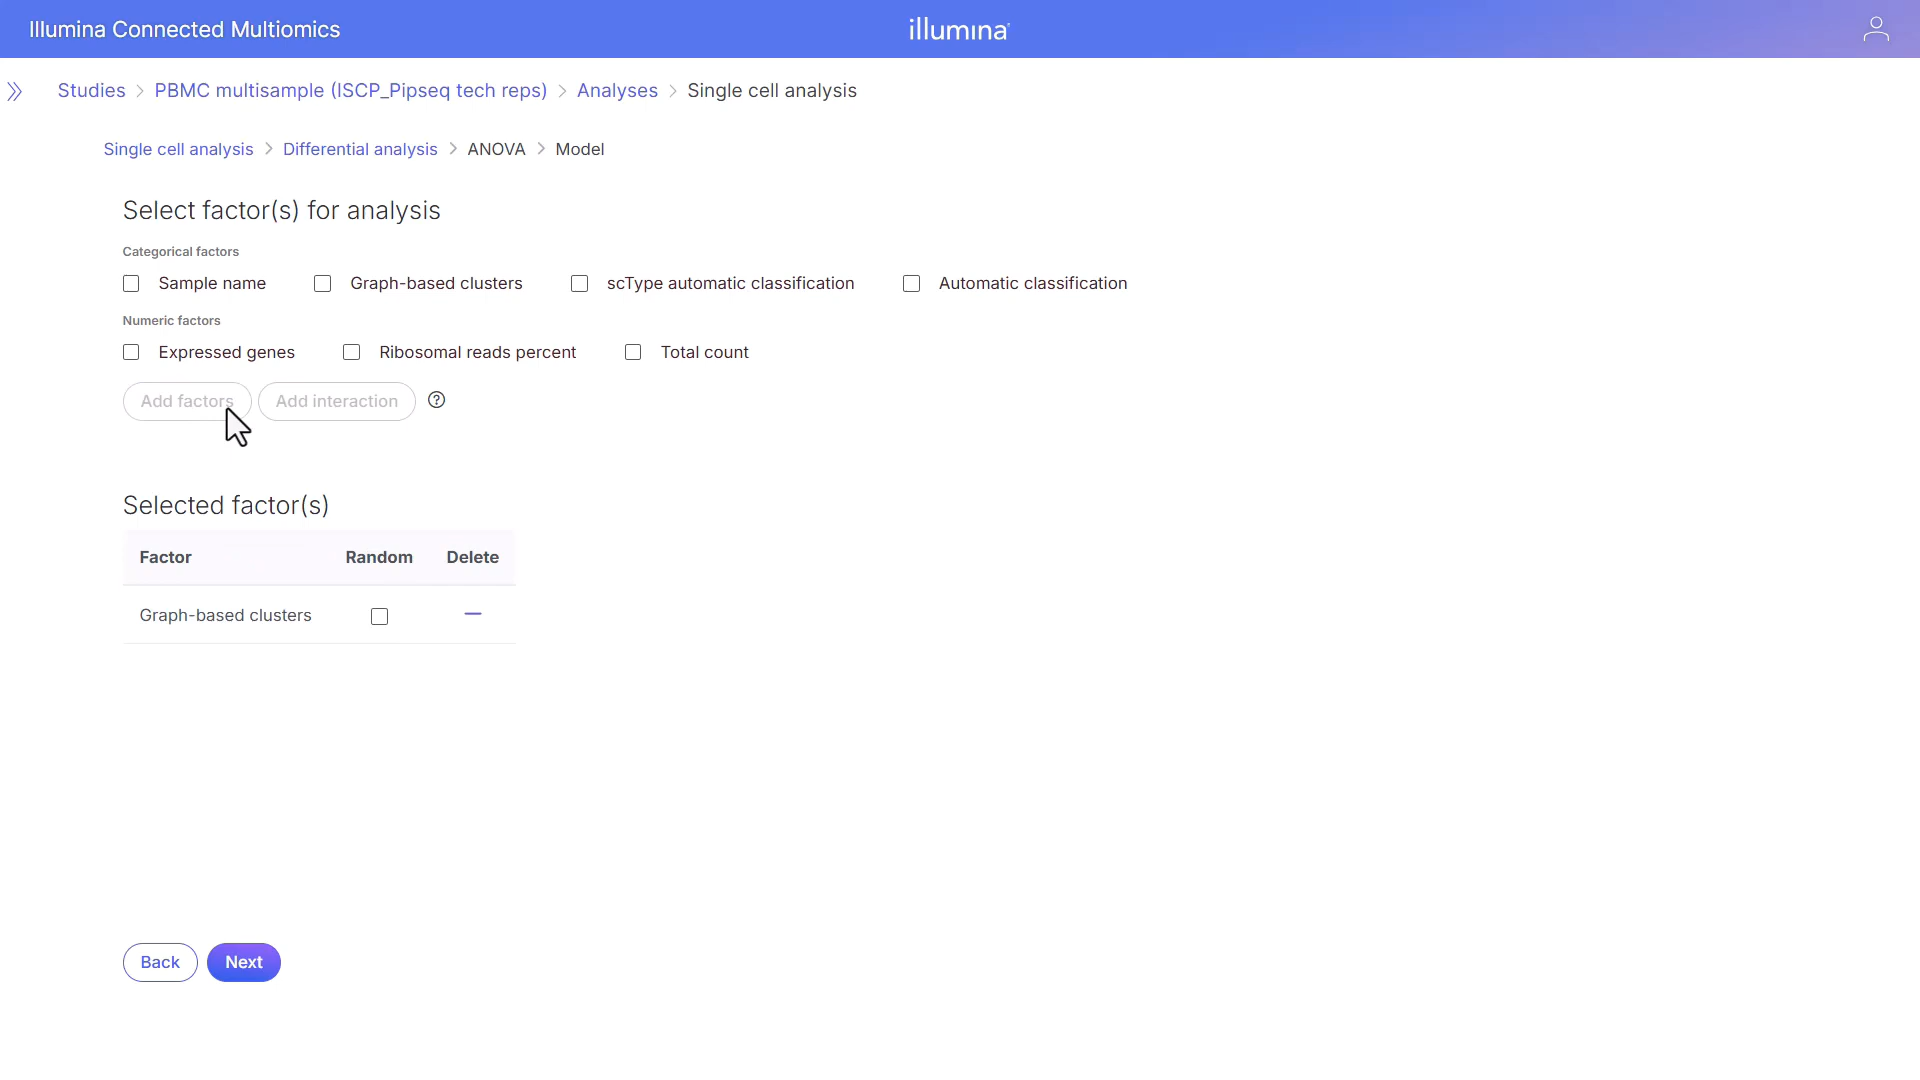 Illumina Connected Multiomics
illumina
Studies > PBMC multisample (ISCP_Pipseq tech reps) > Analyses > Single cell analysis
Single cell analysis > Differential analysis > ANOVA > Model
Select factor(s) for analysis
Categorical factors
Sample name Graph-based clusters scType automatic classification Automatic classification
Numeric factors
Expressed genes Ribosomal reads percent Total count
Add factors Add interaction ?
Selected factor(s)
Factor Random Delete
Graph-based clusters
Back Next